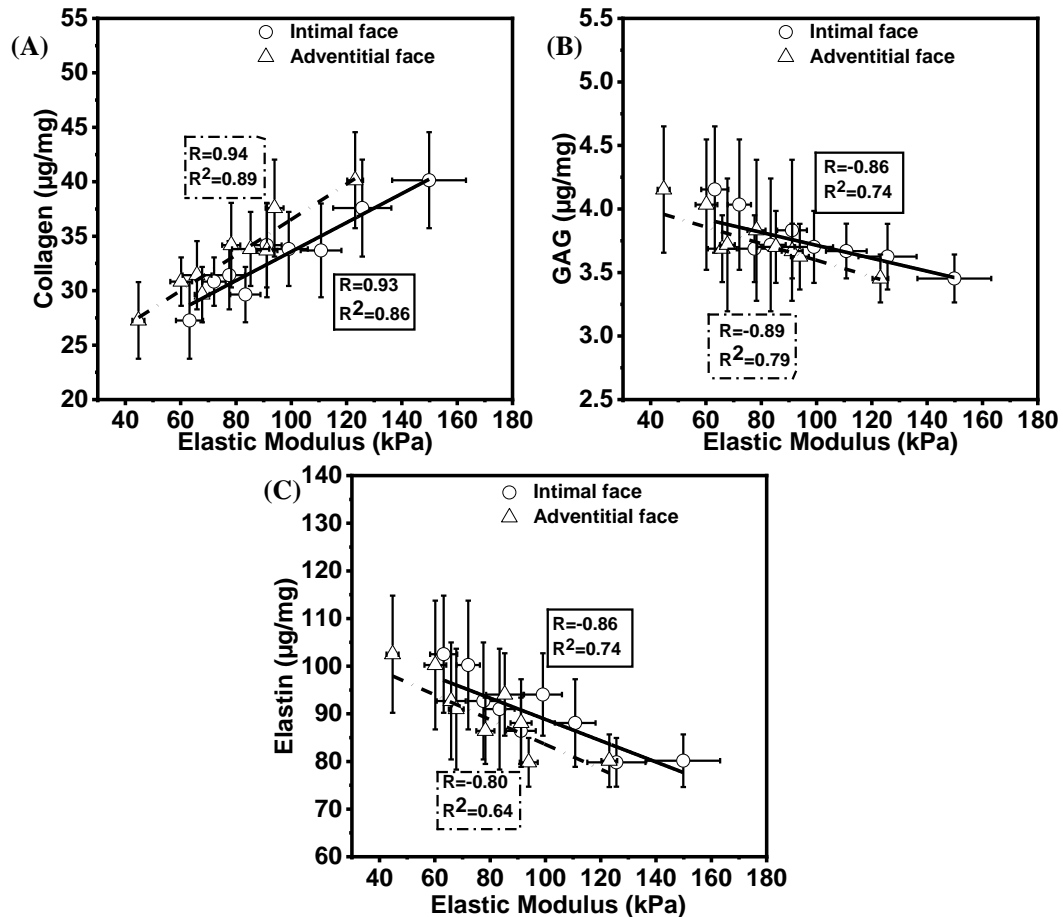 (A)
55
50
45
40
35
30
25
20
Collagen (µg/mg)
Intimal face
Adventitial face
R=0.94
R2=0.89
R=0.93
R2=0.86
40 60 80 100 120 140 160 180
Elastic Modulus (kPa)
(B)
5.5
5.0
4.5
4.0
3.5
3.0
2.5
GAG (µg/mg)
Intimal face
Adventitial face
R=-0.86
R2=0.74
R=-0.89
R2=0.79
40 60 80 100 120 140 160 180
Elastic Modulus (kPa)
(C)
140
130
120
110
100
90
80
70
60
Elastin (µg/mg)
Intimal face
Adventitial face
R=-0.86
R2=0.74
R=-0.80
R2=0.64
40 60 80 100 120 140 160 180
Elastic Modulus (kPa)